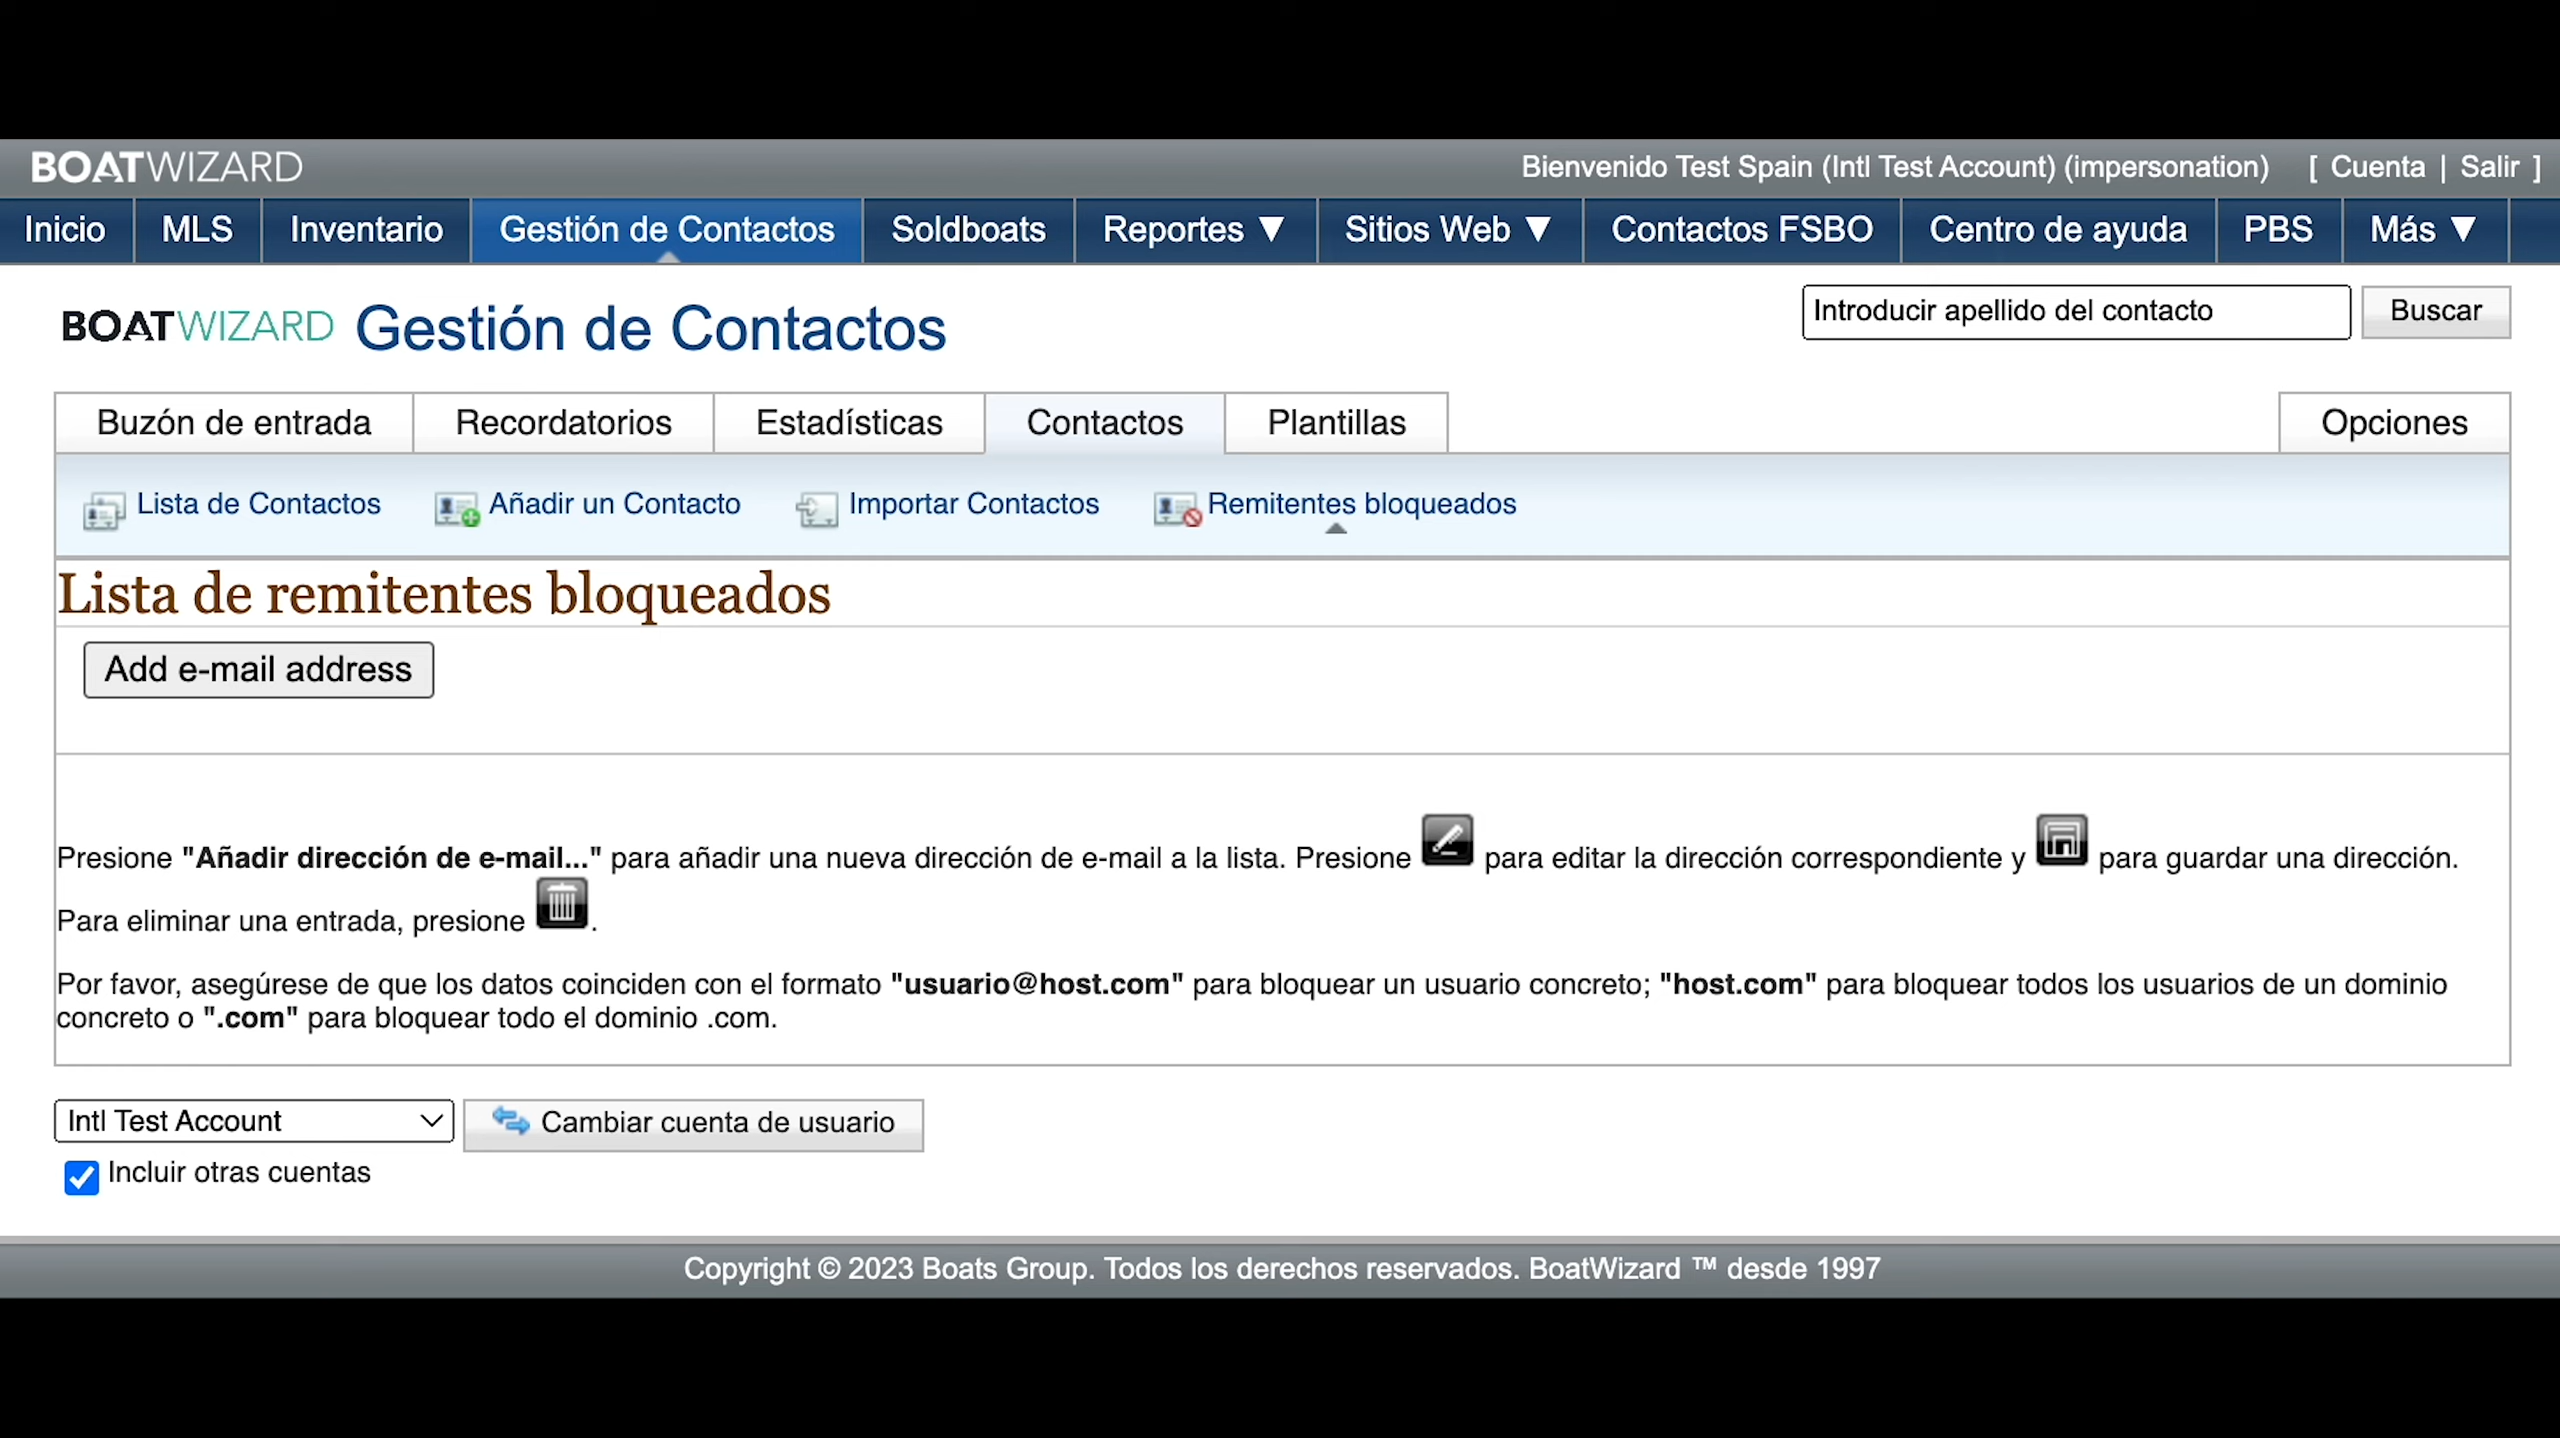 BOATWIZARD
Bienvenido Test Spain (Intl Test Account) (impersonation) [ Cuenta | Salir ]
Inicio MLS Inventario Gestión de Contactos Soldboats Reportes ▼ Sitios Web ▼ Contactos FSBO Centro de ayuda PBS Más ▼
BOATWIZARD Gestión de Contactos
Introducir apellido del contacto Buscar
Buzón de entrada Recordatorios Estadísticas Contactos Plantillas Opciones
Lista de Contactos Añadir un Contacto Importar Contactos Remitentes bloqueados
Lista de remitentes bloqueados
Add e-mail address
Presione "Añadir dirección de e-mail..." para añadir una nueva dirección de e-mail a la lista. Presione para editar la dirección correspondiente y para guardar una dirección.
Para eliminar una entrada, presione .
Por favor, asegúrese de que los datos coinciden con el formato "usuario@host.com" para bloquear un usuario concreto; "host.com" para bloquear todos los usuarios de un dominio
concreto o ".com" para bloquear todo el dominio .com.
Intl Test Account Cambiar cuenta de usuario
Incluir otras cuentas
Copyright © 2023 Boats Group. Todos los derechos reservados. BoatWizard ™ desde 1997